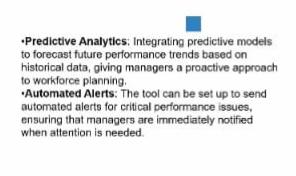 •Predictive Analytics: Integrating predictive models
to forecast future performance trends based on
historical data, giving managers a proactive approach
to workforce planning.
•Automated Alerts: The tool can be set up to send
automated alerts for critical performance issues,
ensuring that managers are immediately notified
when attention is needed.